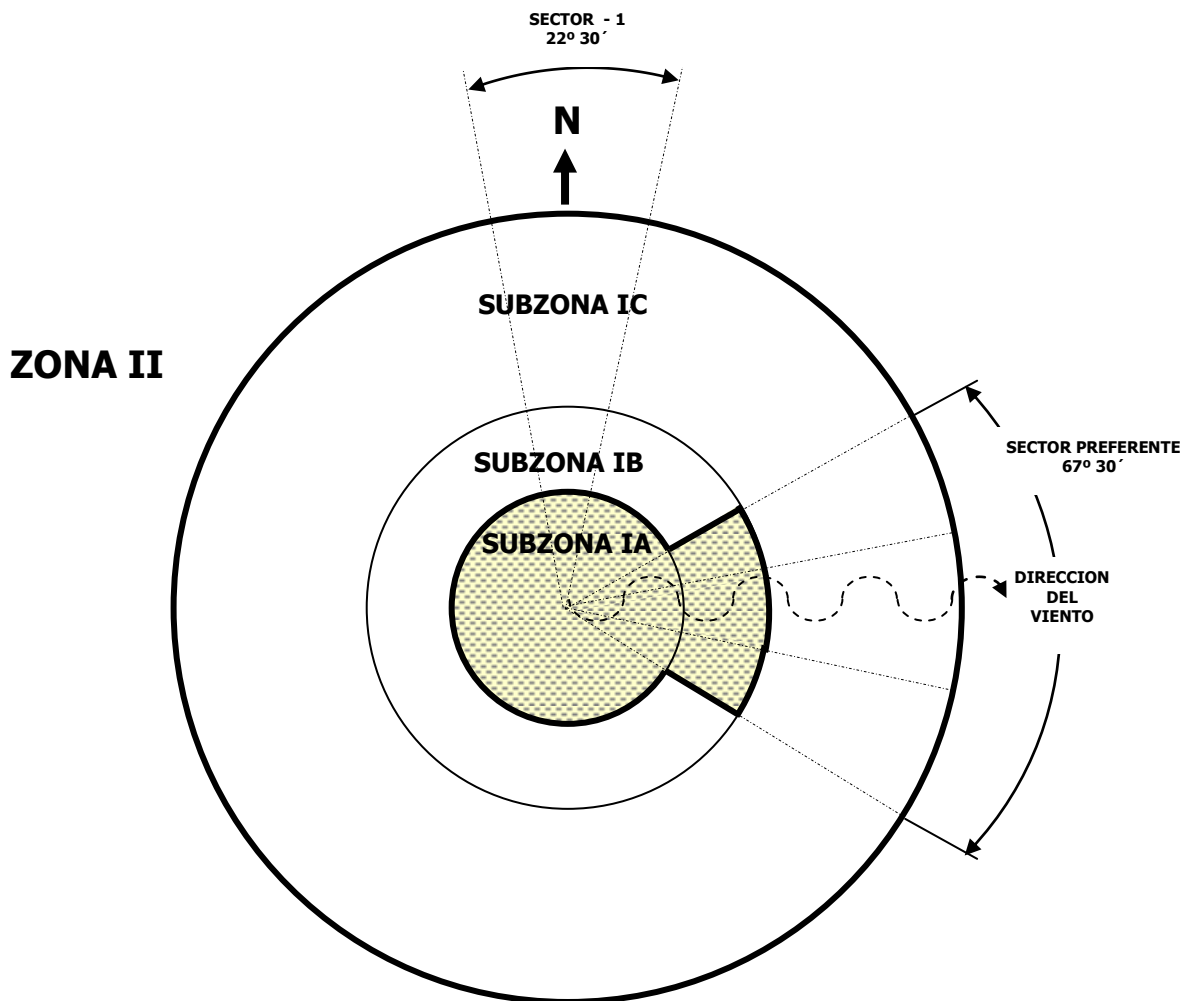 SECTOR - 1
22º 30´
N
SUBZONA IC
ZONA II
SECTOR PREFERENTE
67º 30´
SUBZONA IB
SUBZONA IA
DIRECCION
DEL
VIENTO